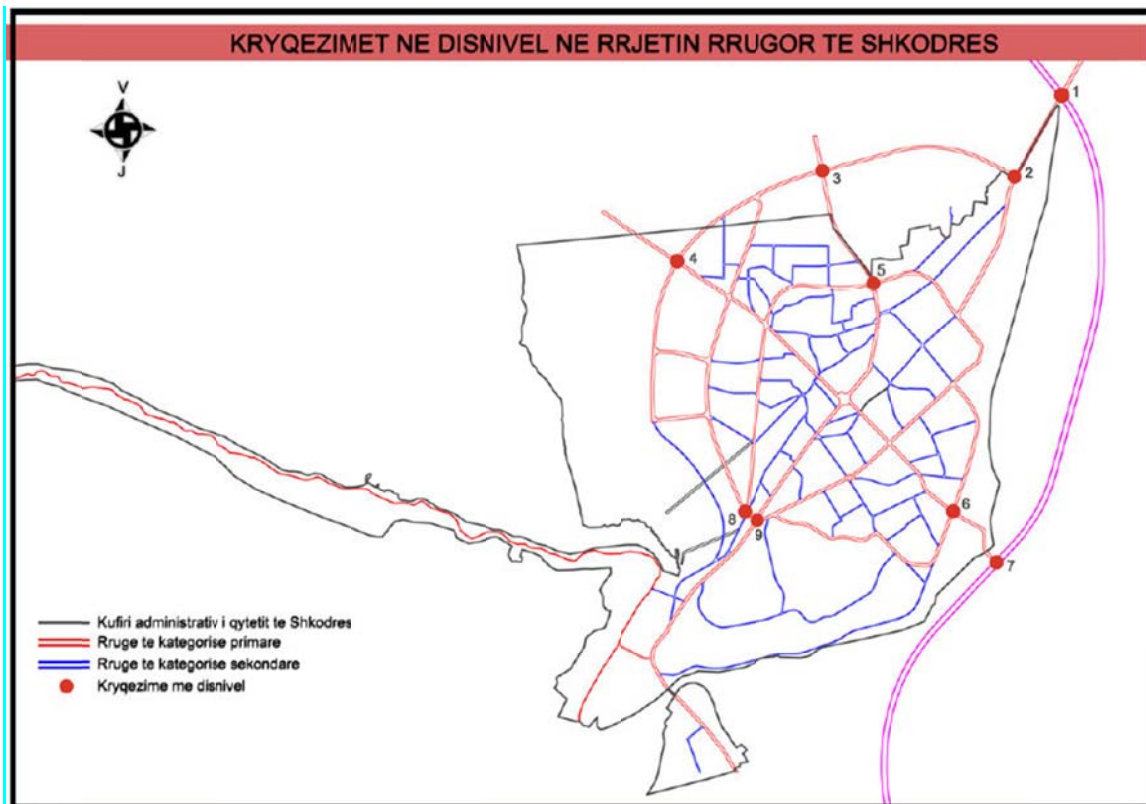 KRYQEZIMET NE DISNIVEL NE RRJETIN RRUGOR TE SHKODRES
V
J
1
2
3
4
5
6
7
8
9
Kufiri administrativ i qytetit te Shkodres
Rruge te kategorise primare
Rruge te kategorise sekondare
Kryqezime me disnivel